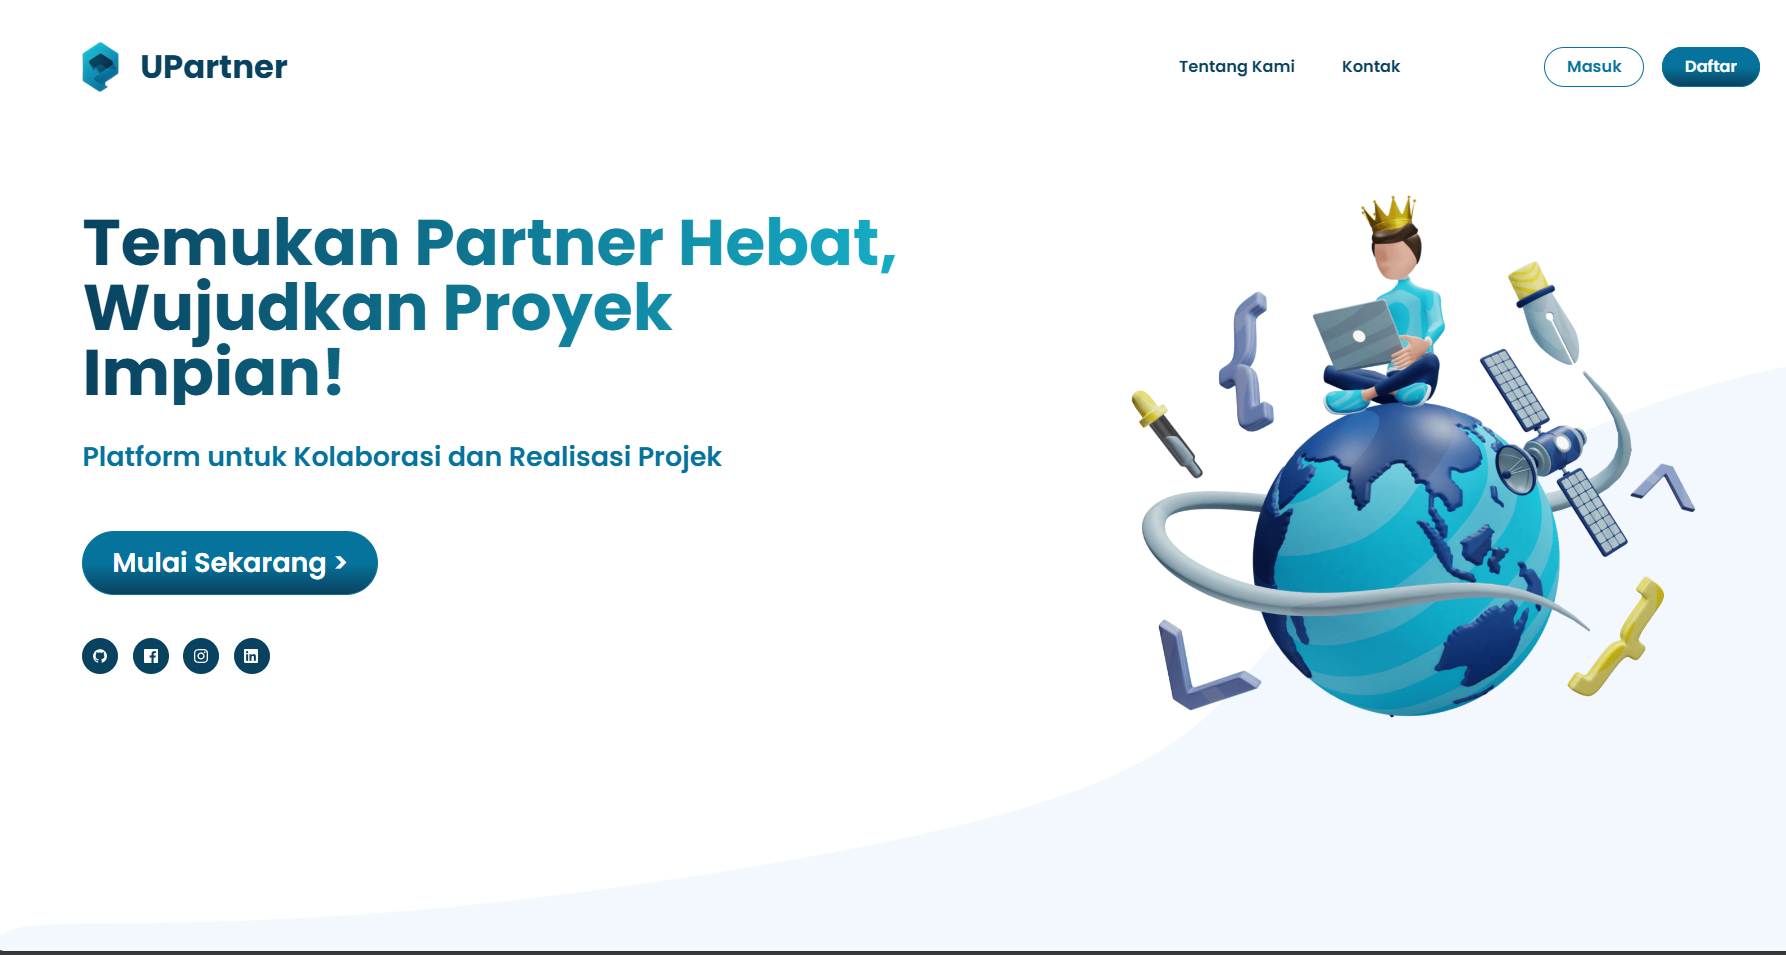 UPartner
Tentang Kami
Kontak
Masuk
Daftar
Temukan Partner Hebat,
Wujudkan Proyek
Impian!
Platform untuk Kolaborasi dan Realisasi Projek
Mulai Sekarang >